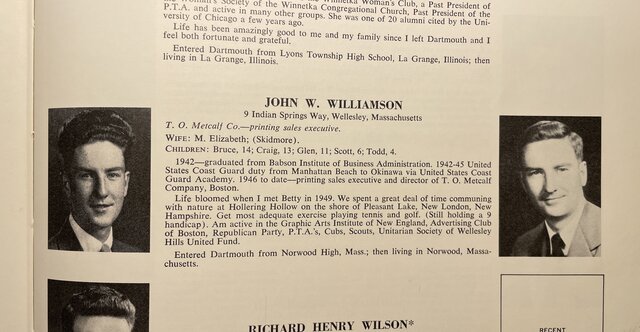 Woman's Society of the Winnetka Congregational Church, Past President of
P.T.A. and active in many other groups. She was one of 20 alumni cited by the Uni-
versity of Chicago a few years ago.
Life has been amazingly good to me and my family since I left Dartmouth and I
feel both fortunate and grateful.
Entered Dartmouth from Lyons Township High School, La Grange, Illinois; then
living in La Grange, Illinois.
JOHN W. WILLIAMSON
9 Indian Springs Way, Wellesley, Massachusetts
T. O. Metcalf Co.—printing sales executive.
WIFE: M. Elizabeth; (Skidmore).
CHILDREN: Bruce, 14; Craig, 13; Glen, 11; Scott, 6; Todd, 4.
1942—graduated from Babson Institute of Business Administration. 1942-45 United
States Coast Guard duty from Manhattan Beach to Okinawa via United States Coast
Guard Academy. 1946 to date—printing sales executive and director of T. O. Metcalf
Company, Boston.
Life bloomed when I met Betty in 1949. We spent a great deal of time communing
with nature at Hollering Hollow on the shore of Pleasant Lake, New London, New
Hampshire. Get most adequate exercise playing tennis and golf. (Still holding a 9
handicap). Am active in the Graphic Arts Institute of New England, Advertising Club
of Boston, Republican Party, P.T.A.'s, Cubs, Scouts, Unitarian Society of Wellesley
Hills United Fund.
Entered Dartmouth from Norwood High, Mass.; then living in Norwood, Massa-
chusetts.
RICHARD HENRY WILSON*
RECENT